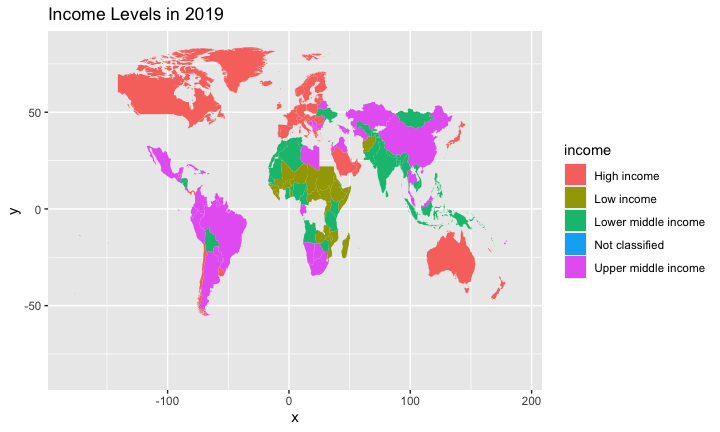 Income Levels in 2019
50
0
-50
y
-100
0
100
200
x
income
High income
Low income
Lower middle income
Not classified
Upper middle income